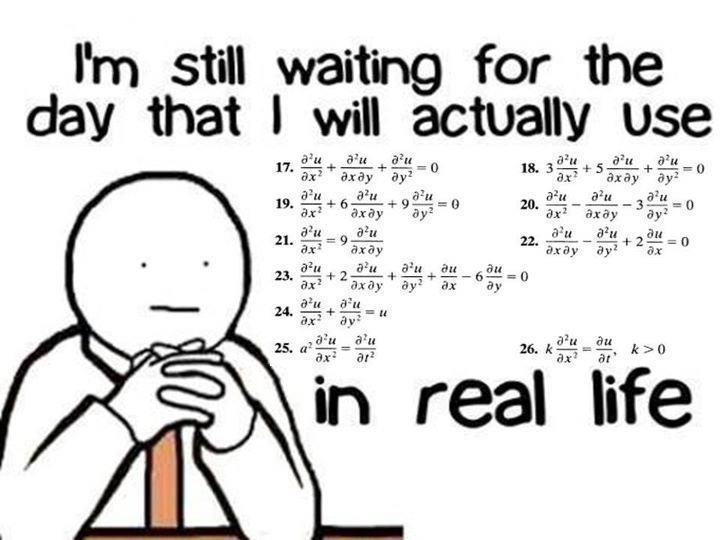 I'm still waiting for the
day that I will actually use
17. ∂²u/∂x² + ∂²u/∂x∂y + ∂²u/∂y² = 0 18. 3 ∂²u/∂x² + 5 ∂²u/∂x∂y + ∂²u/∂y² = 0
19. ∂²u/∂x² + 6 ∂²u/∂x∂y + 9 ∂²u/∂y² = 0 20. ∂²u/∂x² − ∂²u/∂x∂y − 3 ∂²u/∂y² = 0
21. ∂²u/∂x² = 9 ∂²u/∂x∂y 22. ∂²u/∂x∂y − ∂²u/∂y² + 2 ∂u/∂x = 0
23. ∂²u/∂x² + 2 ∂²u/∂x∂y + ∂²u/∂y² + ∂u/∂x − 6 ∂u/∂y = 0
24. ∂²u/∂x² + ∂²u/∂y² = u
25. a² ∂²u/∂x² = ∂²u/∂t² 26. k ∂²u/∂x² = ∂u/∂t, k > 0
in real life